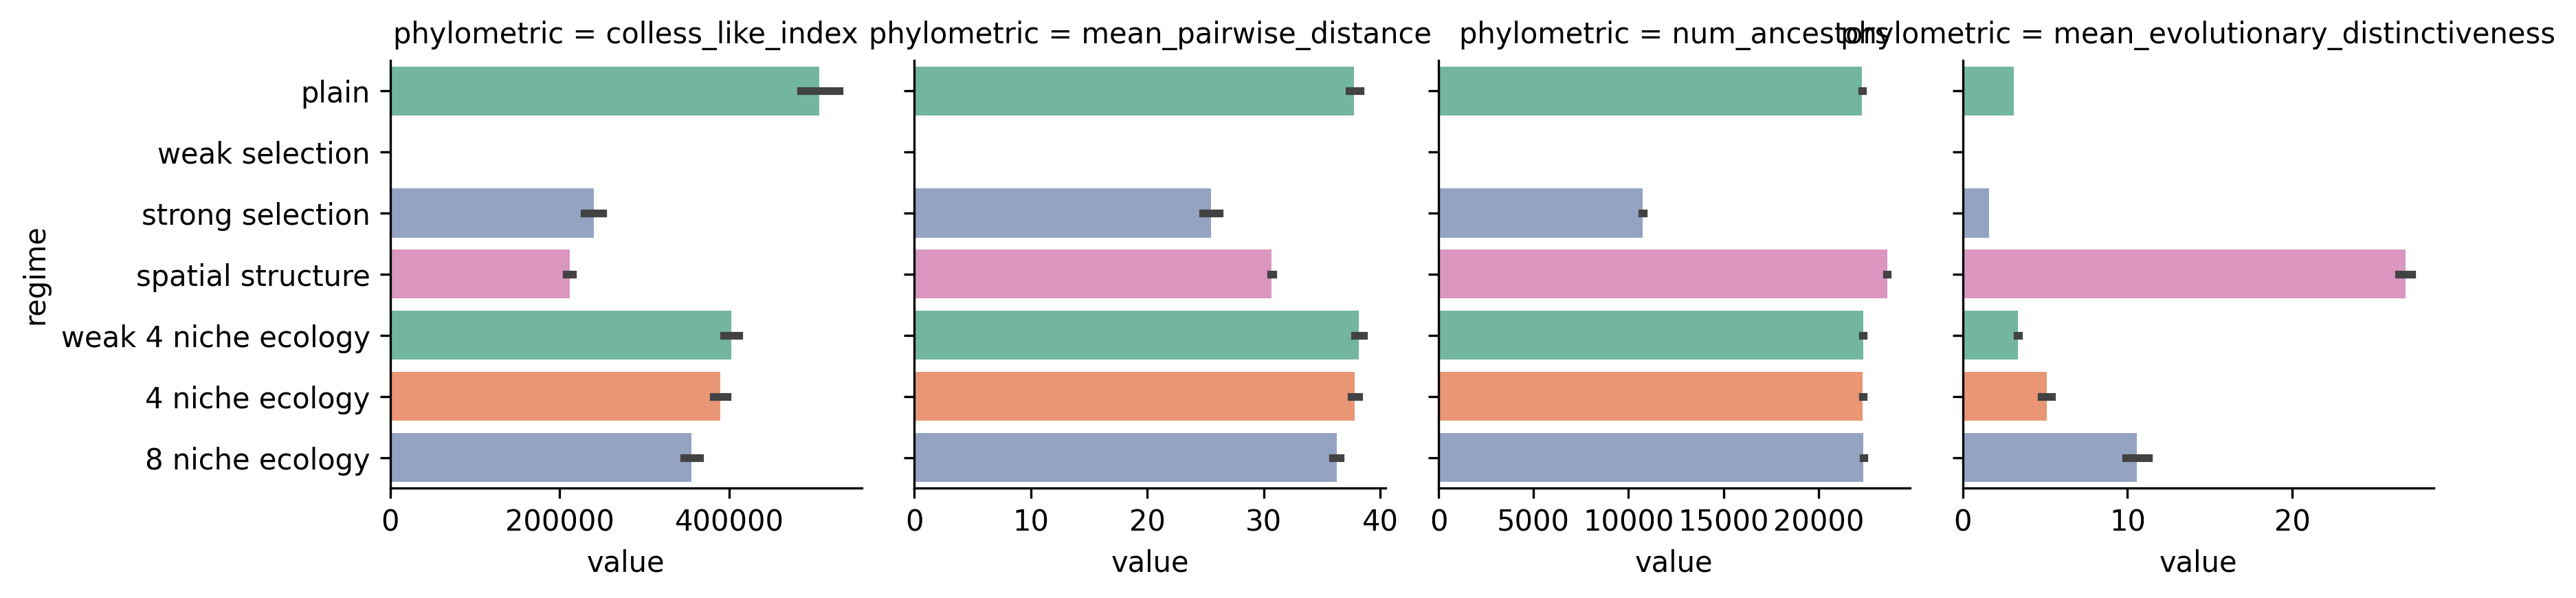 phylometric = colless_like_index
phylometric = mean_pairwise_distance
phylometric = num_ancestors
phylometric = mean_evolutionary_distinctiveness
regime
plain
weak selection
strong selection
spatial structure
weak 4 niche ecology
4 niche ecology
8 niche ecology
0 200000 400000
0 10 20 30 40
0 5000 10000 15000 20000
0 10 20
value
value
value
value